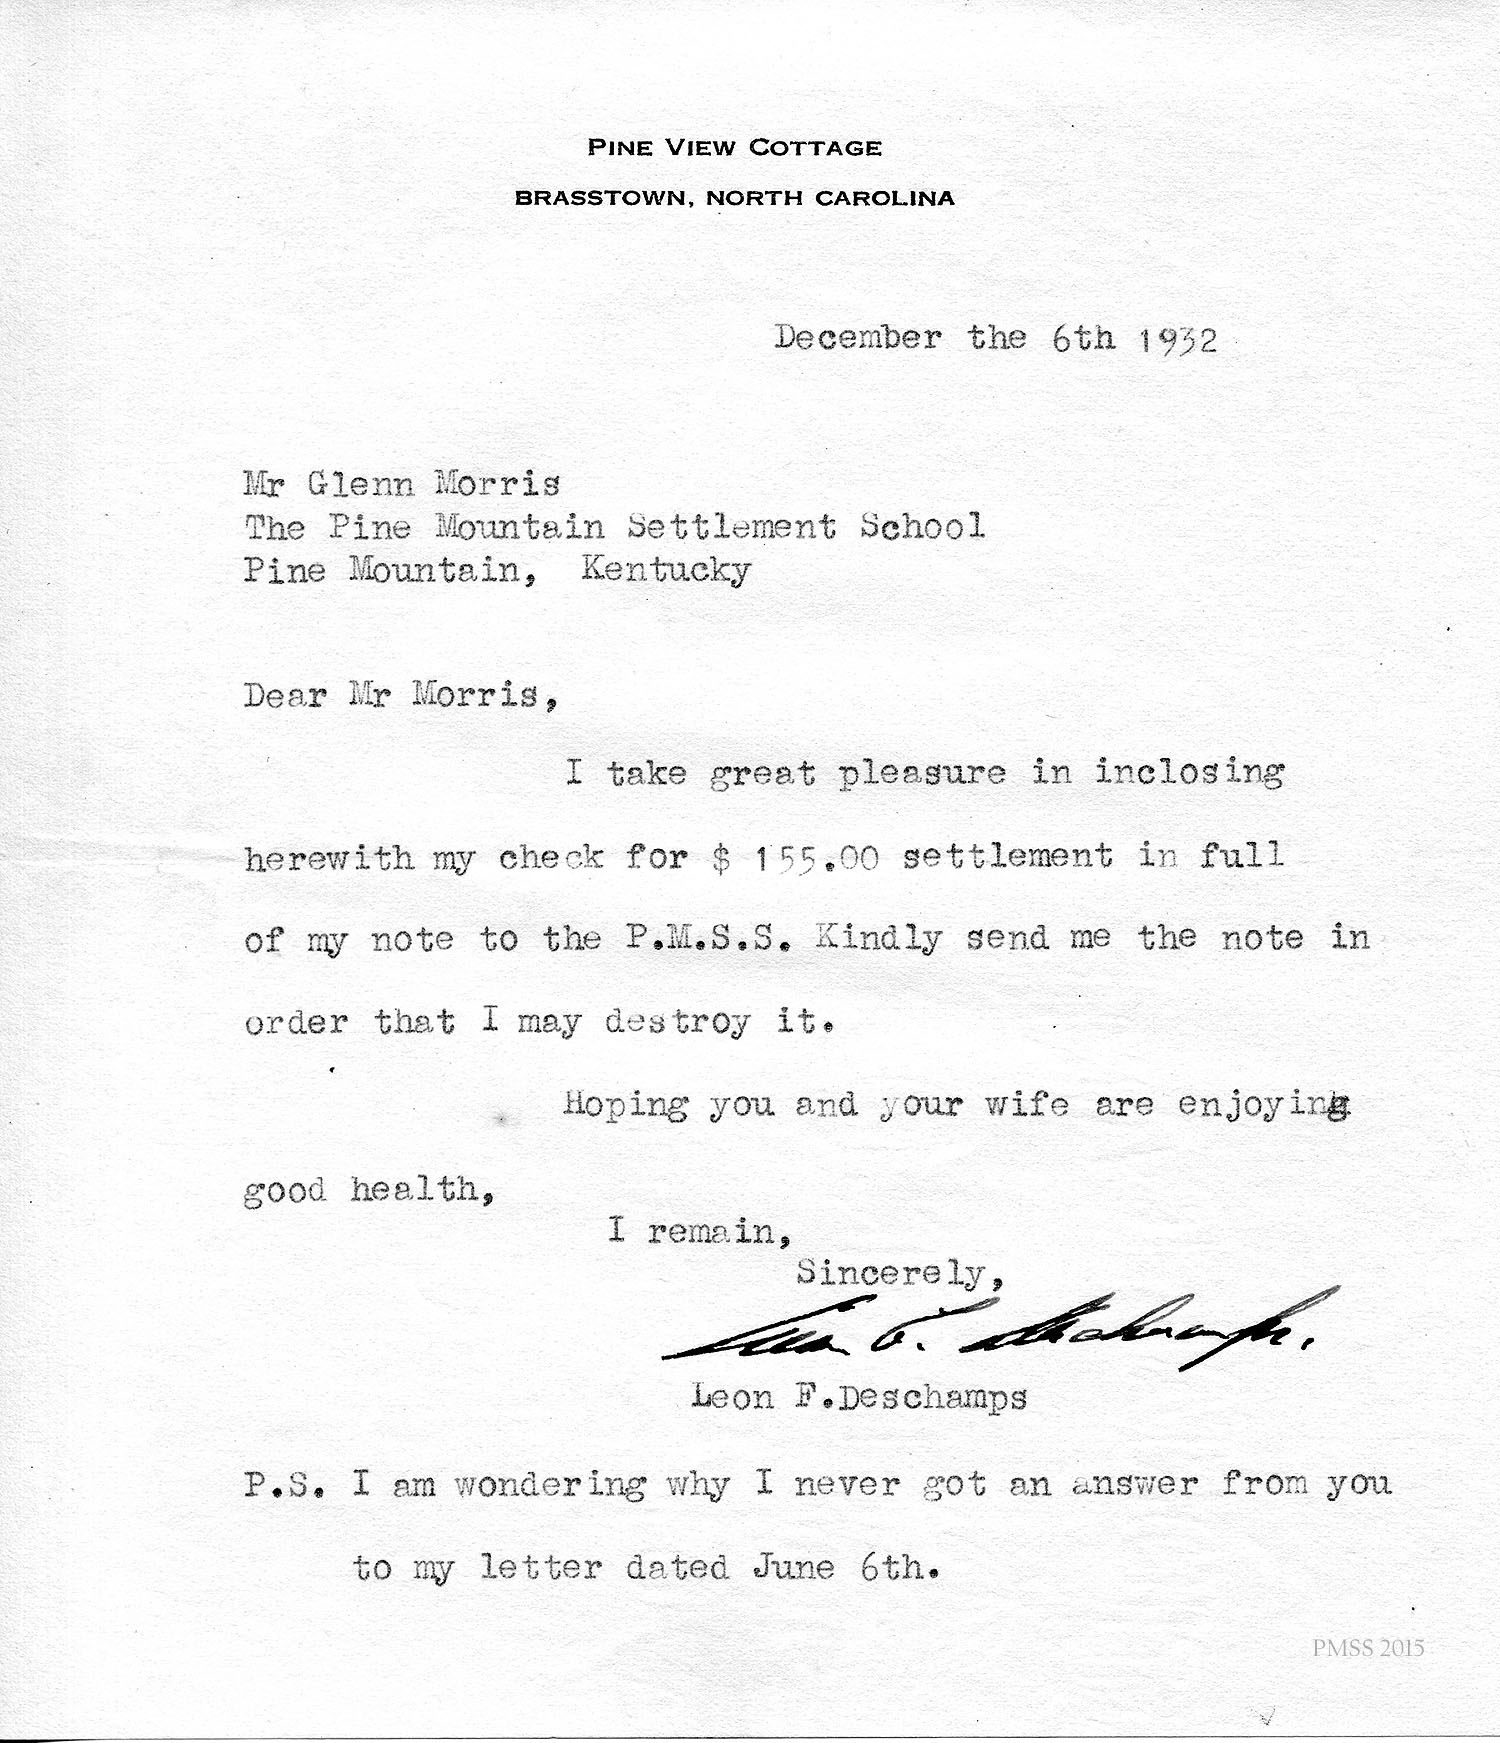 PINE VIEW COTTAGE
BRASSTOWN, NORTH CAROLINA
December the 6th 1932
Mr Glenn Morris
The Pine Mountain Settlement School
Pine Mountain, Kentucky
Dear Mr Morris,
I take great pleasure in inclosing
herewith my check for $ 155.00 settlement in full
of my note to the P.M.S.S. Kindly send me the note in
order that I may destroy it.
Hoping you and your wife are enjoying
good health,
I remain,
Sincerely,
Leon F. Deschamps.
Leon F.Deschamps
P.S. I am wondering why I never got an answer from you
to my letter dated June 6th.
PMSS 2015